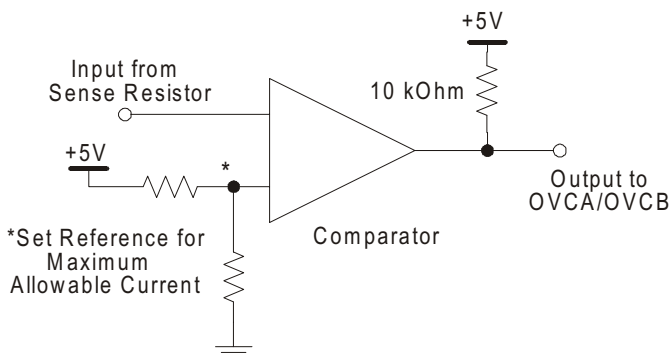 +5V
Input from
Sense Resistor
10 kOhm
+5V
*
Output to
OVCA/OVCB
*Set Reference for
Maximum
Allowable Current
Comparator